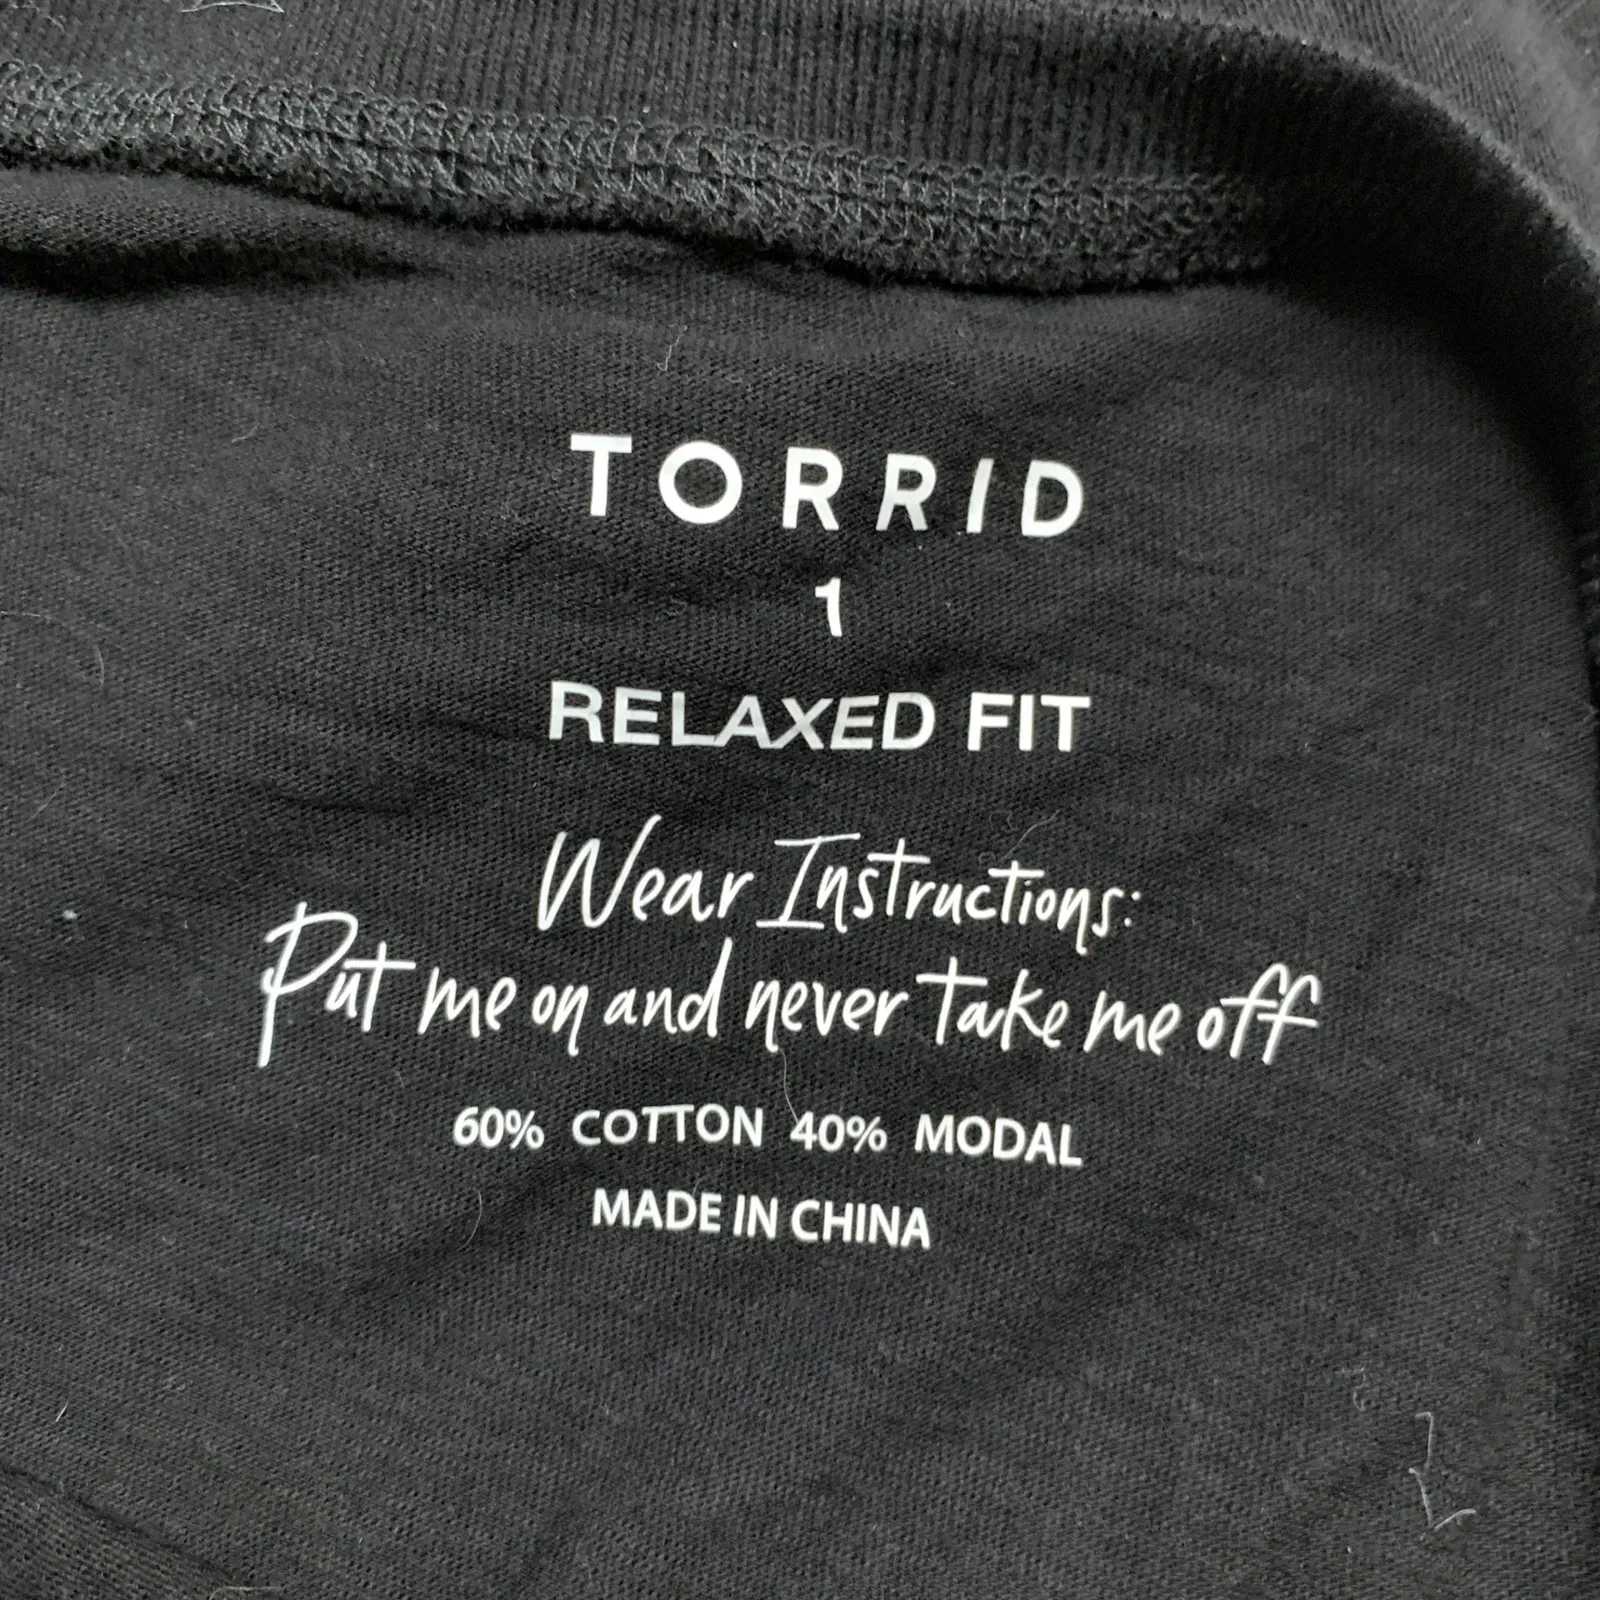 TORRID
1
RELAXED FIT
Wear Instructions:
Put me on and never take me off
60% COTTON 40% MODAL
MADE IN CHINA